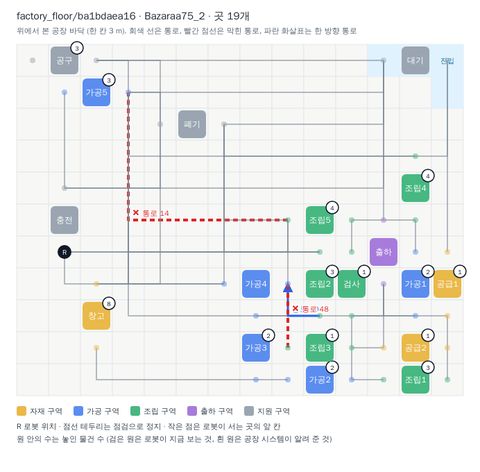 factory_floor/ba1bdaea16 · Bazaraa75_2 · 곳 19개
위에서 본 공장 바닥 (한 칸 3 m). 회색 선은 통로, 빨간 점선은 막힌 통로, 파란 화살표는 한 방향 통로
공구 3
대기
진입
가공5 3
폐기
조립4 4
충전
✕ 통로 14
조립5 4
R
출하
가공4
조립2 3
검사 1
가공1 2
공급1 1
창고 8
✕ 통로 48
가공3 2
조립3 1
공급2 1
가공2 2
조립1 3
자재 구역 가공 구역 조립 구역 출하 구역 지원 구역
R 로봇 위치 · 점선 테두리는 점검으로 정지 · 작은 점은 로봇이 서는 곳의 앞 칸
원 안의 수는 놓인 물건 수 (검은 원은 로봇이 지금 보는 것, 흰 원은 공장 시스템이 알려 준 것)